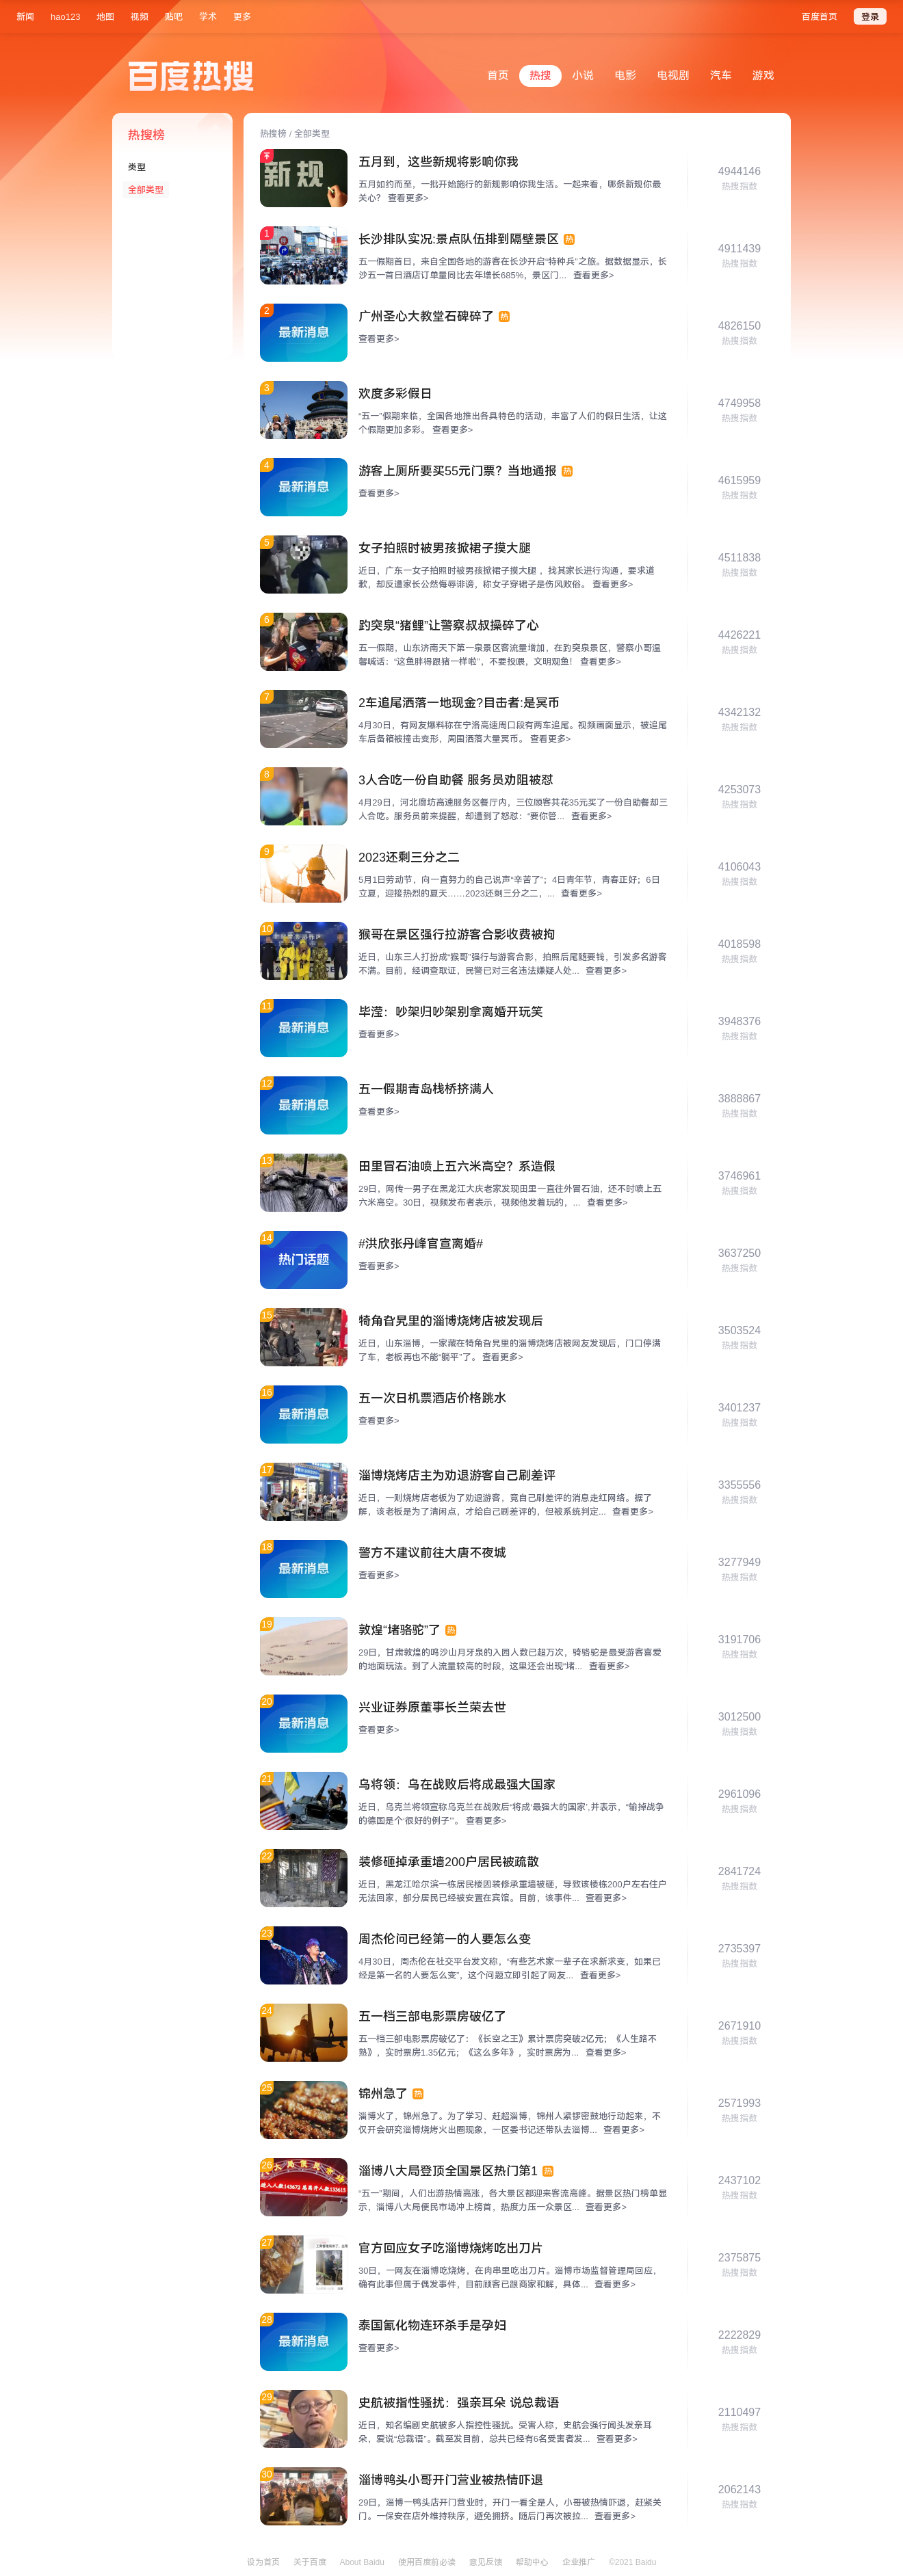 新闻 hao123 地图 视频 贴吧 学术 更多 百度首页 登录
百度热搜
首页 热搜 小说 电影 电视剧 汽车 游戏
热搜榜
类型
全部类型
热搜榜 / 全部类型
新规
五月到，这些新规将影响你我
五月如约而至，一批开始施行的新规影响你我生活。一起来看，哪条新规你最
关心？ 查看更多>
4944146
热搜指数
1
长沙排队实况:景点队伍排到隔壁景区 热
五一假期首日，来自全国各地的游客在长沙开启“特种兵”之旅。据数据显示，长
沙五一首日酒店订单量同比去年增长685%，景区门... 查看更多>
4911439
热搜指数
2
最新消息
广州圣心大教堂石碑碎了 热
查看更多>
4826150
热搜指数
3
欢度多彩假日
“五一”假期来临，全国各地推出各具特色的活动，丰富了人们的假日生活，让这
个假期更加多彩。 查看更多>
4749958
热搜指数
4
最新消息
游客上厕所要买55元门票？当地通报 热
查看更多>
4615959
热搜指数
5
女子拍照时被男孩掀裙子摸大腿
近日，广东一女子拍照时被男孩掀裙子摸大腿 ，找其家长进行沟通，要求道
歉，却反遭家长公然侮辱诽谤，称女子穿裙子是伤风败俗。 查看更多>
4511838
热搜指数
6
趵突泉“猪鲤”让警察叔叔操碎了心
五一假期，山东济南天下第一泉景区客流量增加，在趵突泉景区，警察小哥温
馨喊话：“这鱼胖得跟猪一样啦”，不要投喂，文明观鱼！ 查看更多>
4426221
热搜指数
7
2车追尾洒落一地现金?目击者:是冥币
4月30日，有网友爆料称在宁洛高速周口段有两车追尾。视频画面显示，被追尾
车后备箱被撞击变形，周围洒落大量冥币。 查看更多>
4342132
热搜指数
8
3人合吃一份自助餐 服务员劝阻被怼
4月29日，河北廊坊高速服务区餐厅内，三位顾客共花35元买了一份自助餐却三
人合吃。服务员前来提醒，却遭到了怒怼：“要你管... 查看更多>
4253073
热搜指数
9
2023还剩三分之二
5月1日劳动节，向一直努力的自己说声“辛苦了”；4日青年节，青春正好；6日
立夏，迎接热烈的夏天……2023还剩三分之二，... 查看更多>
4106043
热搜指数
10
猴哥在景区强行拉游客合影收费被拘
近日，山东三人打扮成“猴哥”强行与游客合影，拍照后尾随要钱，引发多名游客
不满。目前，经调查取证，民警已对三名违法嫌疑人处... 查看更多>
4018598
热搜指数
11
最新消息
毕滢：吵架归吵架别拿离婚开玩笑
查看更多>
3948376
热搜指数
12
最新消息
五一假期青岛栈桥挤满人
查看更多>
3888867
热搜指数
13
田里冒石油喷上五六米高空？系造假
29日，网传一男子在黑龙江大庆老家发现田里一直往外冒石油，还不时喷上五
六米高空。30日，视频发布者表示，视频他发着玩的，... 查看更多>
3746961
热搜指数
14
热门话题
#洪欣张丹峰官宣离婚#
查看更多>
3637250
热搜指数
15
犄角旮旯里的淄博烧烤店被发现后
近日，山东淄博，一家藏在犄角旮旯里的淄博烧烤店被网友发现后，门口停满
了车，老板再也不能“躺平”了。 查看更多>
3503524
热搜指数
16
最新消息
五一次日机票酒店价格跳水
查看更多>
3401237
热搜指数
17
淄博烧烤店主为劝退游客自己刷差评
近日，一则烧烤店老板为了劝退游客，竟自己刷差评的消息走红网络。据了
解，该老板是为了清闲点，才给自己刷差评的，但被系统判定... 查看更多>
3355556
热搜指数
18
最新消息
警方不建议前往大唐不夜城
查看更多>
3277949
热搜指数
19
敦煌“堵骆驼”了 热
29日，甘肃敦煌的鸣沙山月牙泉的入园人数已超万次，骑骆驼是最受游客喜爱
的地面玩法。到了人流量较高的时段，这里还会出现“堵... 查看更多>
3191706
热搜指数
20
最新消息
兴业证券原董事长兰荣去世
查看更多>
3012500
热搜指数
21
乌将领：乌在战败后将成最强大国家
近日，乌克兰将领宣称乌克兰在战败后“将成‘最强大的国家’,并表示，“输掉战争
的德国是个‘很好的例子’”。 查看更多>
2961096
热搜指数
22
装修砸掉承重墙200户居民被疏散
近日，黑龙江哈尔滨一栋居民楼因装修承重墙被砸，导致该楼栋200户左右住户
无法回家，部分居民已经被安置在宾馆。目前，该事件... 查看更多>
2841724
热搜指数
23
周杰伦问已经第一的人要怎么变
4月30日，周杰伦在社交平台发文称，“有些艺术家一辈子在求新求变，如果已
经是第一名的人要怎么变”，这个问题立即引起了网友... 查看更多>
2735397
热搜指数
24
五一档三部电影票房破亿了
五一档三部电影票房破亿了：《长空之王》累计票房突破2亿元；《人生路不
熟》，实时票房1.35亿元；《这么多年》，实时票房为... 查看更多>
2671910
热搜指数
25
锦州急了 热
淄博火了，锦州急了。为了学习、赶超淄博，锦州人紧锣密鼓地行动起来，不
仅开会研究淄博烧烤火出圈现象，一区委书记还带队去淄博... 查看更多>
2571993
热搜指数
26
淄博八大局登顶全国景区热门第1 热
“五一”期间，人们出游热情高涨，各大景区都迎来客流高峰。据景区热门榜单显
示，淄博八大局便民市场冲上榜首，热度力压一众景区... 查看更多>
2437102
热搜指数
27
官方回应女子吃淄博烧烤吃出刀片
30日，一网友在淄博吃烧烤，在肉串里吃出刀片。淄博市场监督管理局回应，
确有此事但属于偶发事件，目前顾客已跟商家和解，具体... 查看更多>
2375875
热搜指数
28
最新消息
泰国氰化物连环杀手是孕妇
查看更多>
2222829
热搜指数
29
史航被指性骚扰：强亲耳朵 说总裁语
近日，知名编剧史航被多人指控性骚扰。受害人称，史航会强行闻头发亲耳
朵，爱说“总裁语”。截至发目前，总共已经有6名受害者发... 查看更多>
2110497
热搜指数
30
淄博鸭头小哥开门营业被热情吓退
29日，淄博一鸭头店开门营业时，开门一看全是人，小哥被热情吓退，赶紧关
门。一保安在店外维持秩序，避免拥挤。随后门再次被拉... 查看更多>
2062143
热搜指数
设为首页 关于百度 About Baidu 使用百度前必读 意见反馈 帮助中心 企业推广 ©2021 Baidu